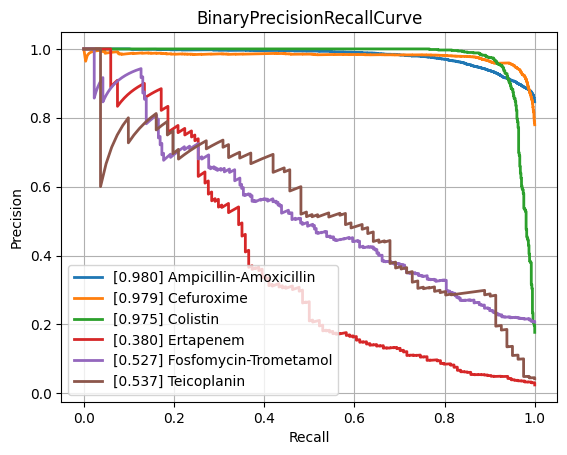 BinaryPrecisionRecallCurve
Precision
1.0
0.8
0.6
0.4
0.2
0.0
[0.980] Ampicillin-Amoxicillin
[0.979] Cefuroxime
[0.975] Colistin
[0.380] Ertapenem
[0.527] Fosfomycin-Trometamol
[0.537] Teicoplanin
0.0 0.2 0.4 0.6 0.8 1.0
Recall